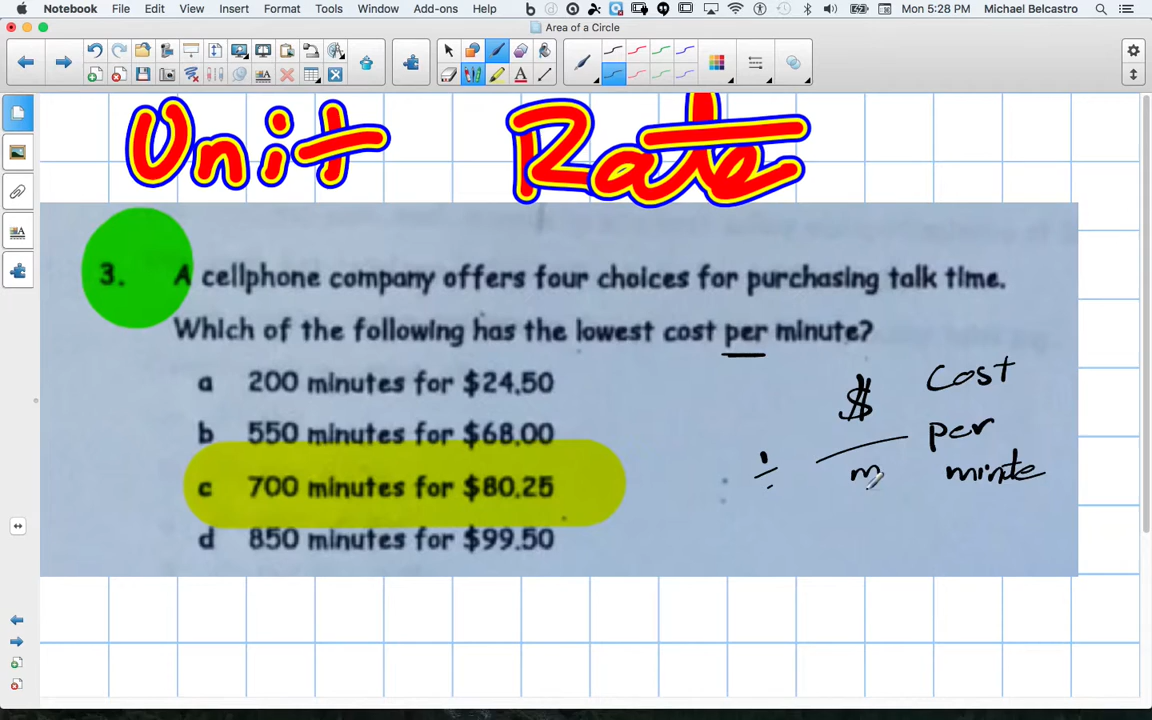 Notebook File Edit View Insert Format Tools Window Add-ons Help Mon 5:28 PM Michael Belcastro
Area of a Circle
Unit Rate
3. A cellphone company offers four choices for purchasing talk time.
Which of the following has the lowest cost per minute?
a 200 minutes for $24.50
b 550 minutes for $68.00
c 700 minutes for $80.25
d 850 minutes for $99.50
$ Cost
÷ per
m minte